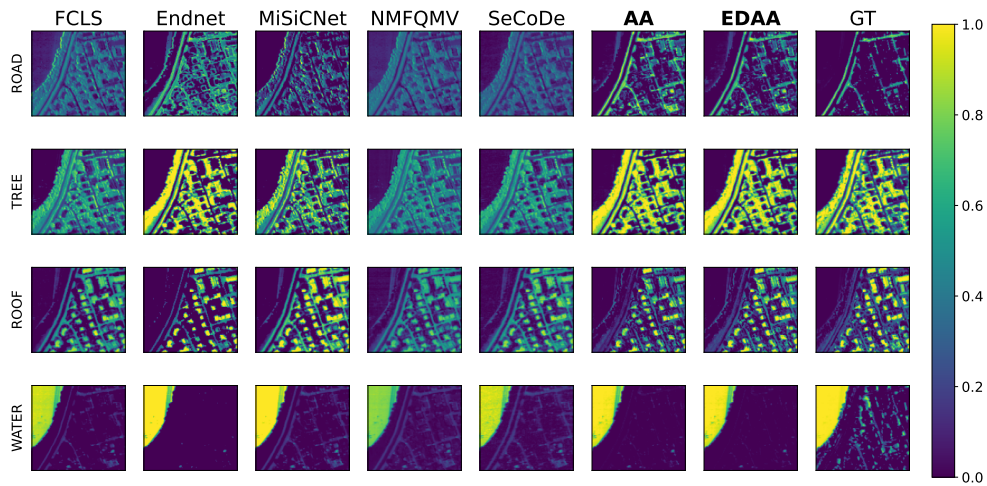 FCLS Endnet MiSiCNet NMFQMV SeCoDe AA EDAA GT
ROAD
TREE
ROOF
WATER
1.0
0.8
0.6
0.4
0.2
0.0